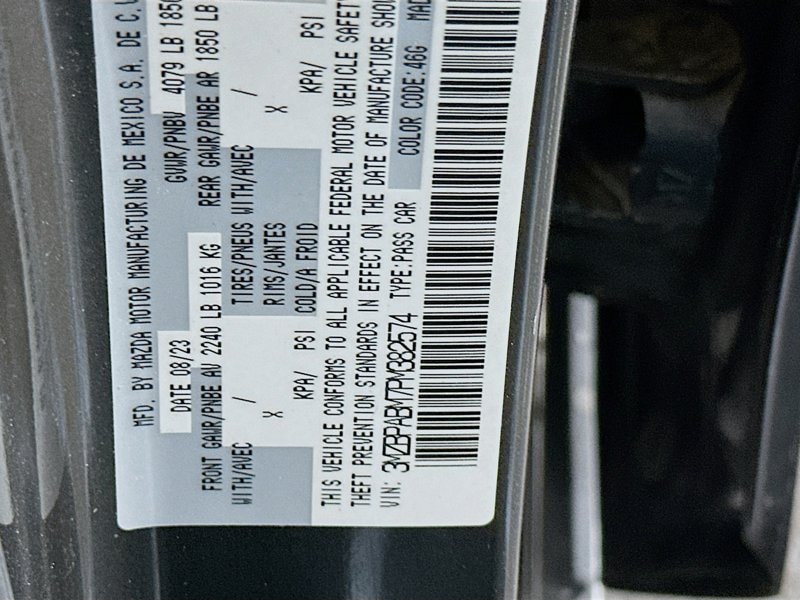 MFD. BY MAZDA MOTOR MANUFACTURING DE MEXICO S.A. DE C.V
DATE 08/23 GVWR/PNBV 4079 LB 1850
FRONT GAWR/PNBE AV 2240 LB 1016 KG REAR GAWR/PNBE AR 1850 LB
WITH/AVEC / TIRES/PNEUS WITH/AVEC /
X RIMS/JANTES X
KPA/ PSI COLD/A FROID KPA/ PSI
THIS VEHICLE CONFORMS TO ALL APPLICABLE FEDERAL MOTOR VEHICLE SAFET
THEFT PREVENTION STANDARDS IN EFFECT ON THE DATE OF MANUFACTURE SHO
VIN: 3MZBPABM7PM382574 TYPE:PASS CAR COLOR CODE:46G MAD